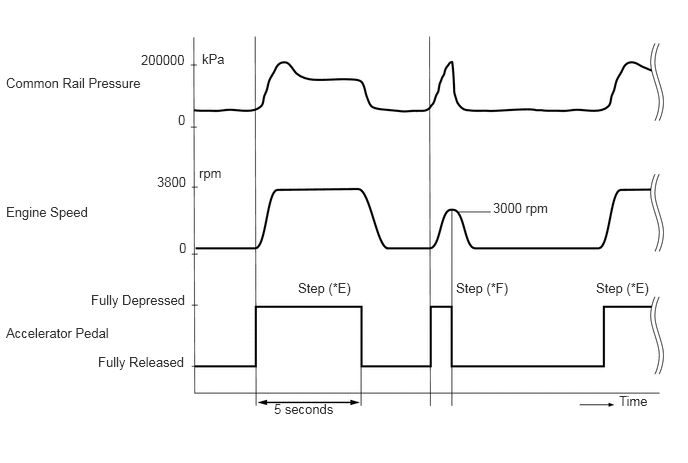 200000 kPa
Common Rail Pressure
0
rpm
3800
Engine Speed
3000 rpm
0
Step (*E) Step (*F) Step (*E)
Fully Depressed
Accelerator Pedal
Fully Released
Time
5 seconds